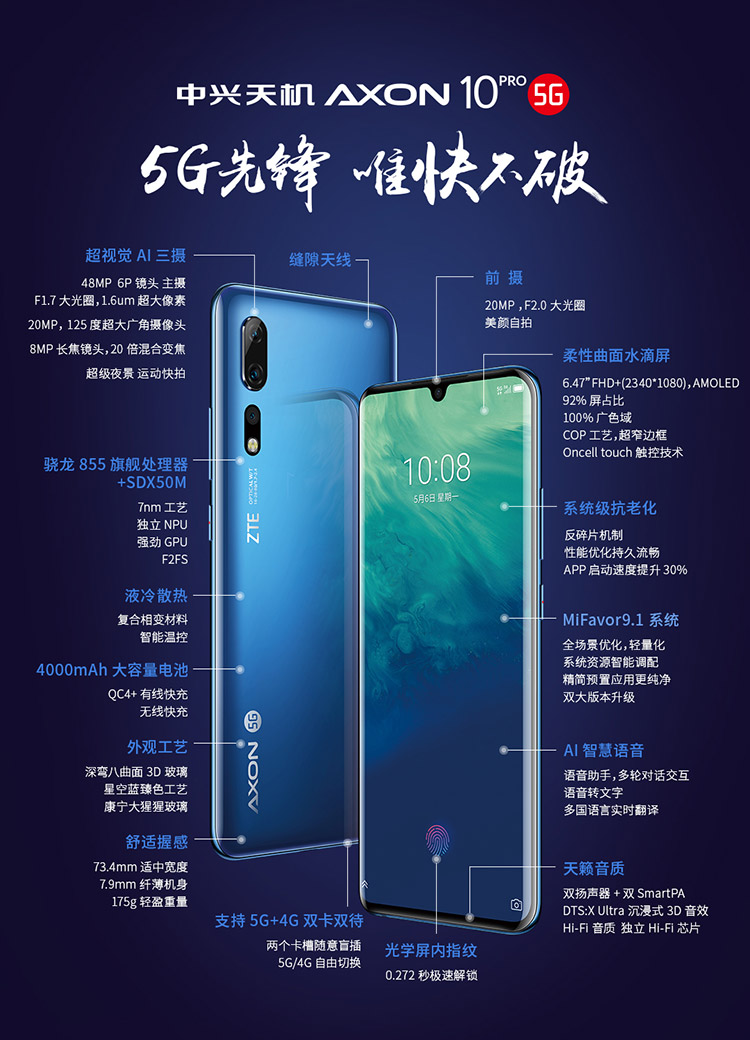 中兴天机 AXON 10 PRO 5G
5G先锋 唯快不破
超视觉 AI 三摄
48MP 6P 镜头 主摄
F1.7 大光圈,1.6um 超大像素
20MP, 125 度超大广角摄像头
8MP 长焦镜头,20 倍混合变焦
超级夜景 运动快拍
骁龙 855 旗舰处理器
+SDX50M
7nm 工艺
独立 NPU
强劲 GPU
F2FS
液冷散热
复合相变材料
智能温控
4000mAh 大容量电池
QC4+ 有线快充
无线快充
外观工艺
深弯八曲面 3D 玻璃
星空蓝臻色工艺
康宁大猩猩玻璃
舒适握感
73.4mm 适中宽度
7.9mm 纤薄机身
175g 轻盈重量
缝隙天线
ZTE
AXON 5G
支持 5G+4G 双卡双待
两个卡槽随意盲插
5G/4G 自由切换
前 摄
20MP ,F2.0 大光圈
美颜自拍
10:08
5月6日 星期一
光学屏内指纹
0.272 秒极速解锁
柔性曲面水滴屏
6.47”FHD+(2340*1080), AMOLED
92% 屏占比
100% 广色域
COP 工艺,超窄边框
Oncell touch 触控技术
系统级抗老化
反碎片机制
性能优化持久流畅
APP 启动速度提升 30%
MiFavor9.1 系统
全场景优化,轻量化
系统资源智能调配
精简预置应用更纯净
双大版本升级
AI 智慧语音
语音助手,多轮对话交互
语音转文字
多国语言实时翻译
天籁音质
双扬声器 + 双 SmartPA
DTS:X Ultra 沉浸式 3D 音效
Hi-Fi 音质 独立 Hi-Fi 芯片